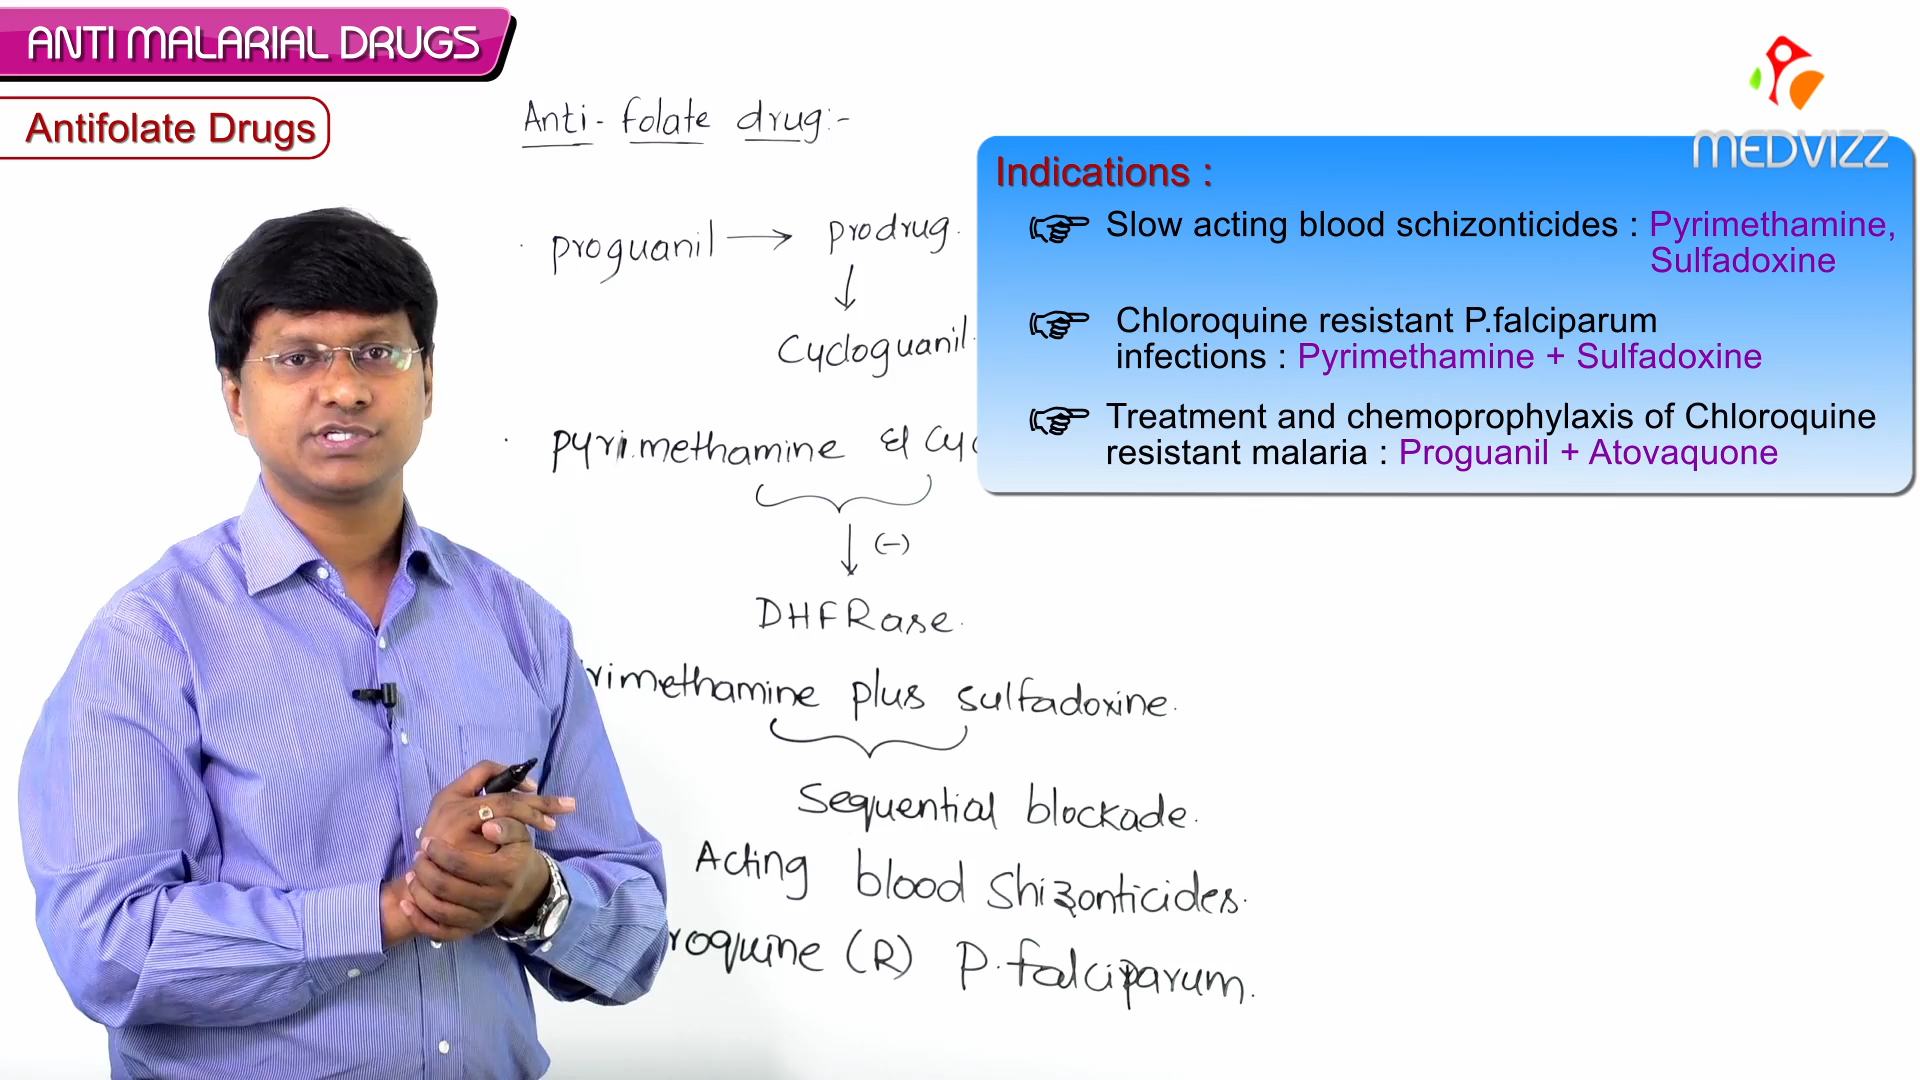 ANTI MALARIAL DRUGS
Antifolate Drugs
MEDVIZZ
Anti-folate drug:-
proguanil → prodrug.
↓
Cycloguanil.
pyrimethamine &
↓ (-)
DHFRase.
rimethamine plus sulfadoxine.
Sequential blockade.
Acting blood Shizonticides.
roquine (R) P.falciparum.
Indications :
Slow acting blood schizonticides : Pyrimethamine,
Sulfadoxine
Chloroquine resistant P.falciparum
infections : Pyrimethamine + Sulfadoxine
Treatment and chemoprophylaxis of Chloroquine
resistant malaria : Proguanil + Atovaquone